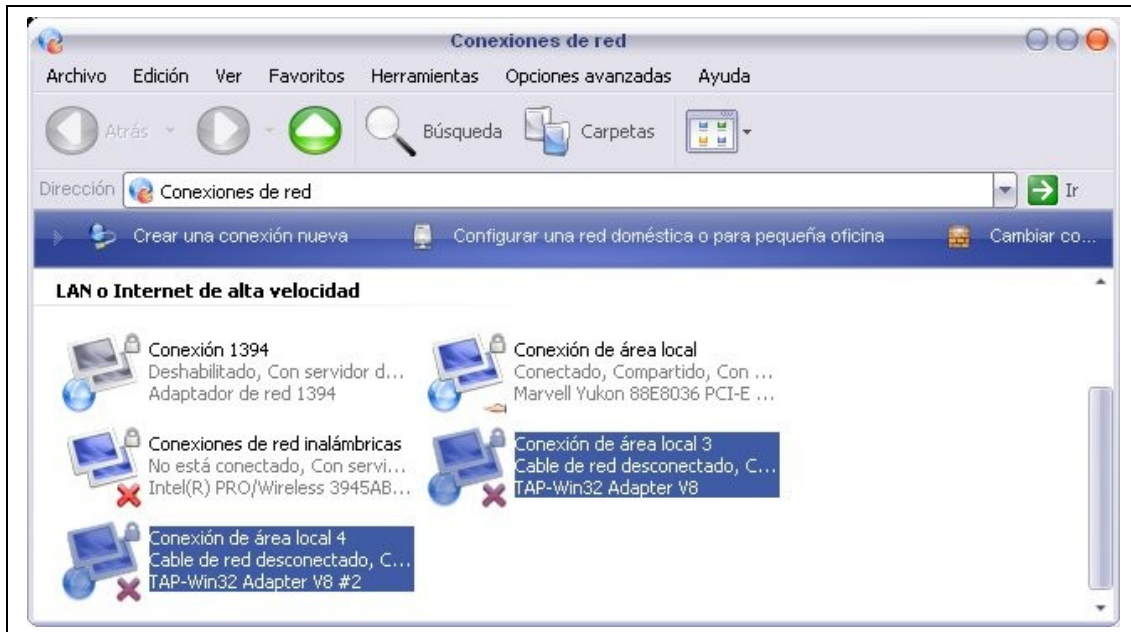 Conexiones de red
Archivo Edición Ver Favoritos Herramientas Opciones avanzadas Ayuda
Atrás Búsqueda Carpetas
Dirección Conexiones de red Ir
Crear una conexión nueva Configurar una red doméstica o para pequeña oficina Cambiar co...
LAN o Internet de alta velocidad
Conexión 1394
Deshabilitado, Con servidor d...
Adaptador de red 1394
Conexión de área local
Conectado, Compartido, Con ...
Marvell Yukon 88E8036 PCI-E ...
Conexiones de red inalámbricas
No está conectado, Con servi...
Intel(R) PRO/Wireless 3945AB...
Conexión de área local 3
Cable de red desconectado, C...
TAP-Win32 Adapter V8
Conexión de área local 4
Cable de red desconectado, C...
TAP-Win32 Adapter V8 #2